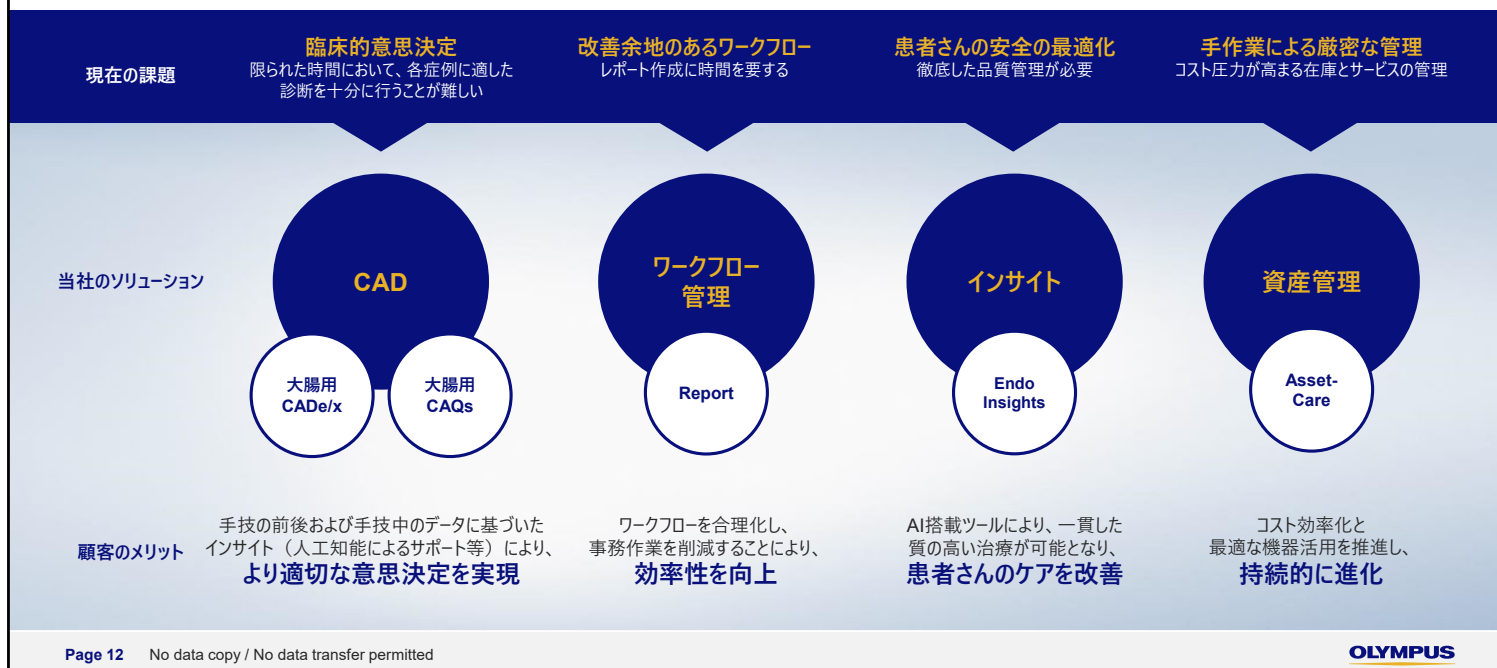 現在の課題
臨床的意思決定
限られた時間において、各症例に適した
診断を十分に行うことが難しい
改善余地のあるワークフロー
レポート作成に時間を要する
患者さんの安全の最適化
徹底した品質管理が必要
手作業による厳密な管理
コスト圧力が高まる在庫とサービスの管理
当社のソリューション
CAD
大腸用
CADe/x
大腸用
CAQs
ワークフロー
管理
Report
インサイト
Endo
Insights
資産管理
Asset-
Care
顧客のメリット
手技の前後および手技中のデータに基づいた
インサイト（人工知能によるサポート等）により、
より適切な意思決定を実現
ワークフローを合理化し、
事務作業を削減することにより、
効率性を向上
AI搭載ツールにより、一貫した
質の高い治療が可能となり、
患者さんのケアを改善
コスト効率化と
最適な機器活用を推進し、
持続的に進化
Page 12 No data copy / No data transfer permitted
OLYMPUS